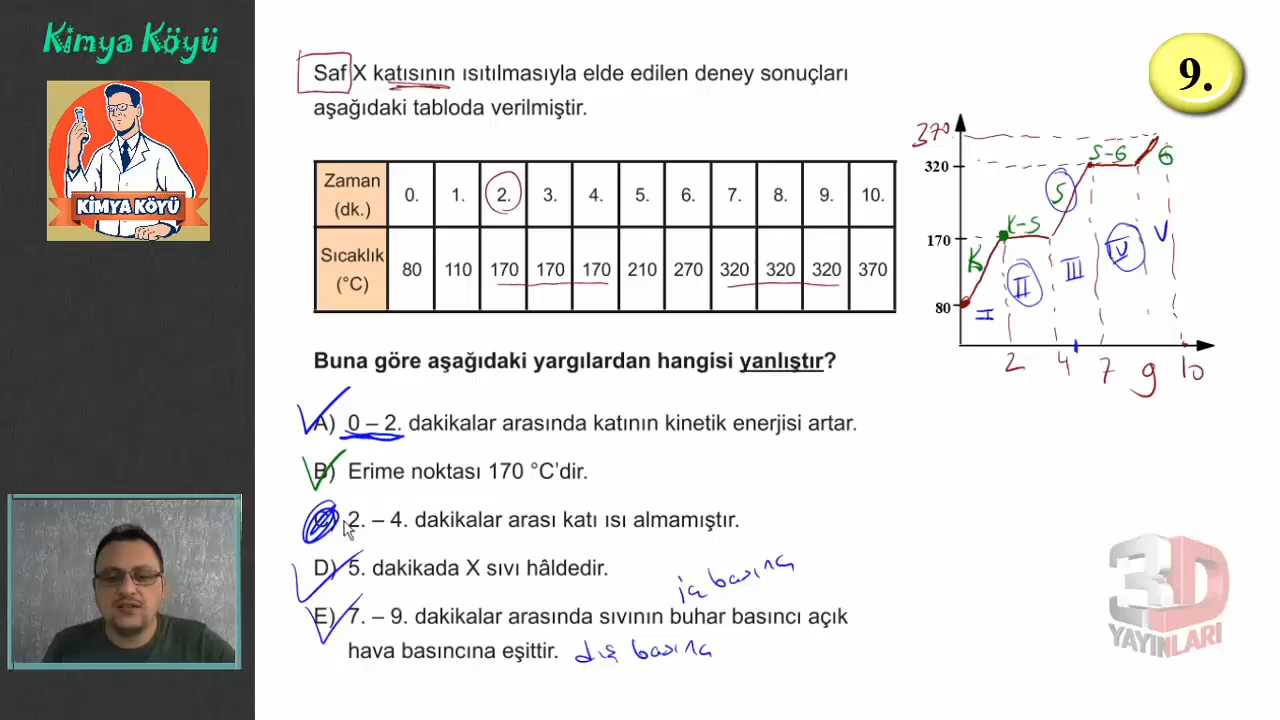 Kimya Köyü
KİMYA KÖYÜ
9.
Saf X katısının ısıtılmasıyla elde edilen deney sonuçları
aşağıdaki tabloda verilmiştir.
Zaman (dk.) 0. 1. 2. 3. 4. 5. 6. 7. 8. 9. 10.
Sıcaklık (°C) 80 110 170 170 170 210 270 320 320 320 370
Buna göre aşağıdaki yargılardan hangisi yanlıştır?
A) 0 – 2. dakikalar arasında katının kinetik enerjisi artar.
B) Erime noktası 170 °C'dir.
C) 2. – 4. dakikalar arası katı ısı almamıştır.
D) 5. dakikada X sıvı hâldedir.
iç basınç
E) 7. – 9. dakikalar arasında sıvının buhar basıncı açık
hava basıncına eşittir. dış basınç
370
320
170
80
K K-S S S-G G
I II III IV V
2 4 7 9 10
3D
YAYINLARI